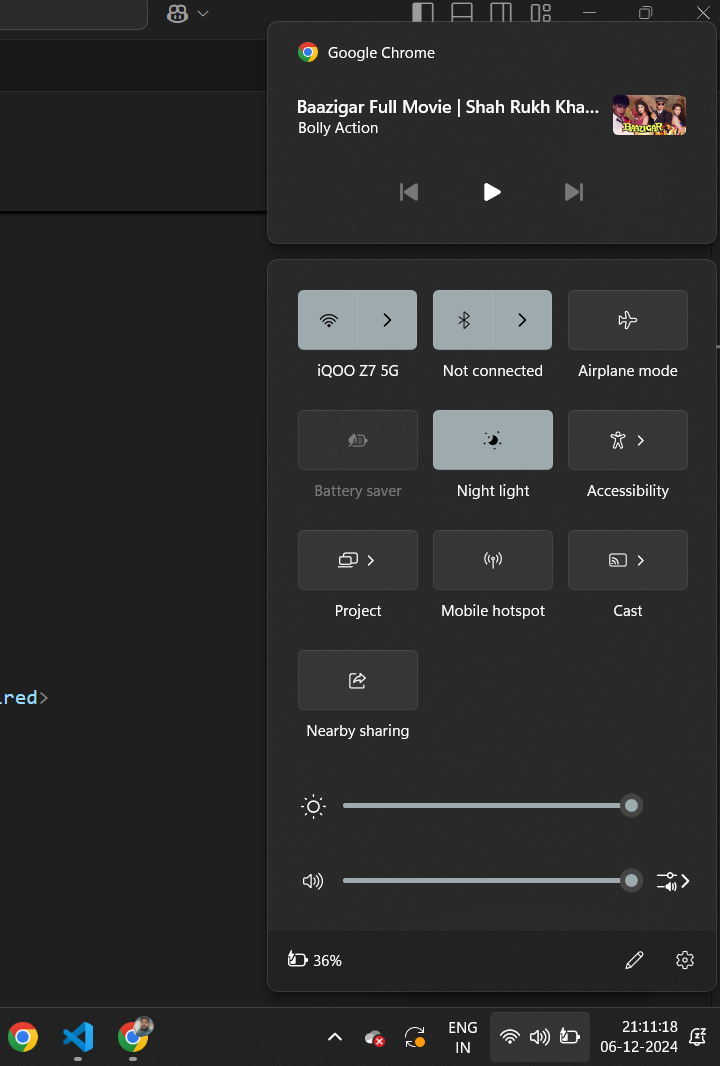 Google Chrome
Baazigar Full Movie | Shah Rukh Kha...
Bolly Action
BAAZIGAR
iQOO Z7 5G
Not connected
Airplane mode
Battery saver
Night light
Accessibility
Project
Mobile hotspot
Cast
Nearby sharing
red>
36%
ENG
IN
21:11:18
06-12-2024